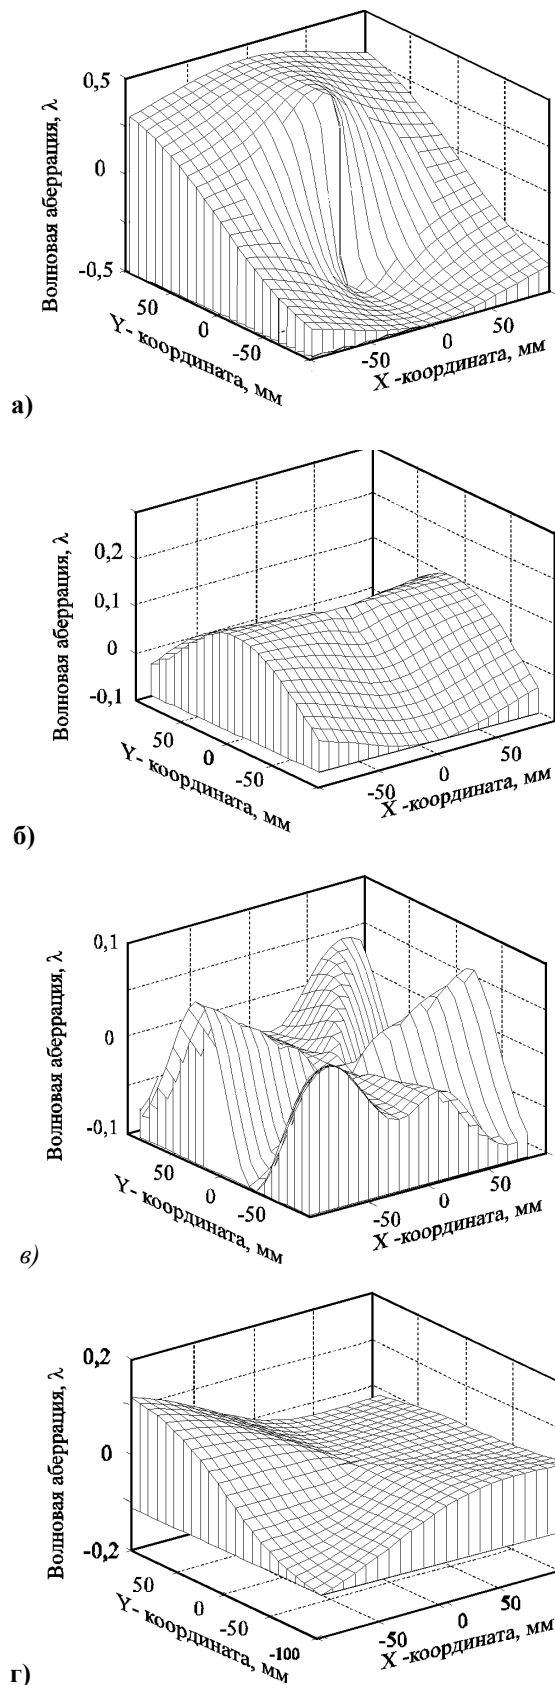 0,5
0
-0,5
Волновая аберрация, λ
50
0
-50
Y- координата, мм
-50
0
50
X -координата, мм
а)
0,2
0,1
0
-0,1
Волновая аберрация, λ
50
0
-50
Y- координата, мм
-50
0
50
X -координата, мм
б)
0,1
0
-0,1
Волновая аберрация, λ
50
0
-50
Y- координата, мм
-50
0
50
X -координата, мм
в)
0,2
0
-0,2
Волновая аберрация, λ
50
0
-50
-100
Y- координата, мм
-50
0
50
X -координата, мм
г)